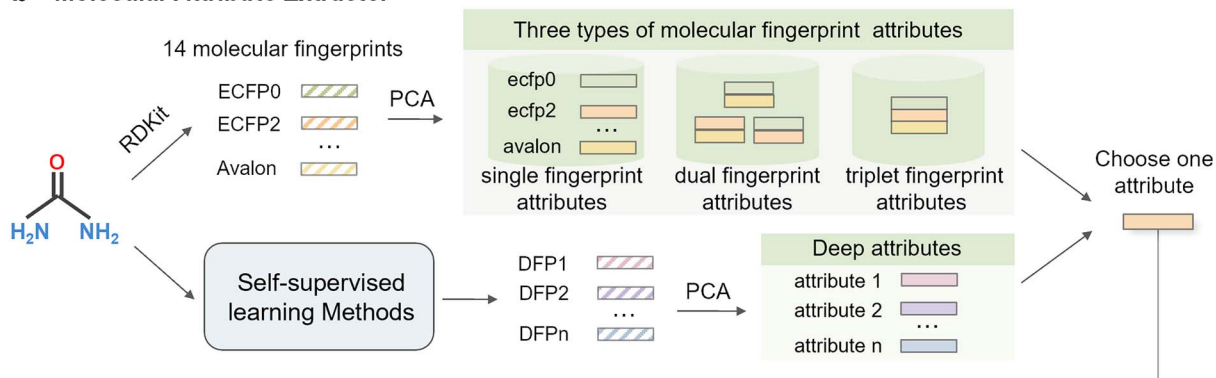 14 molecular fingerprints
ECFP0
ECFP2
...
Avalon
RDKit
PCA
Three types of molecular fingerprint attributes
ecfp0
ecfp2
...
avalon
single fingerprint
attributes
dual fingerprint
attributes
triplet fingerprint
attributes
O
H₂N
NH₂
Self-supervised
learning Methods
DFP1
DFP2
...
DFPn
PCA
Deep attributes
attribute 1
attribute 2
...
attribute n
Choose one
attribute